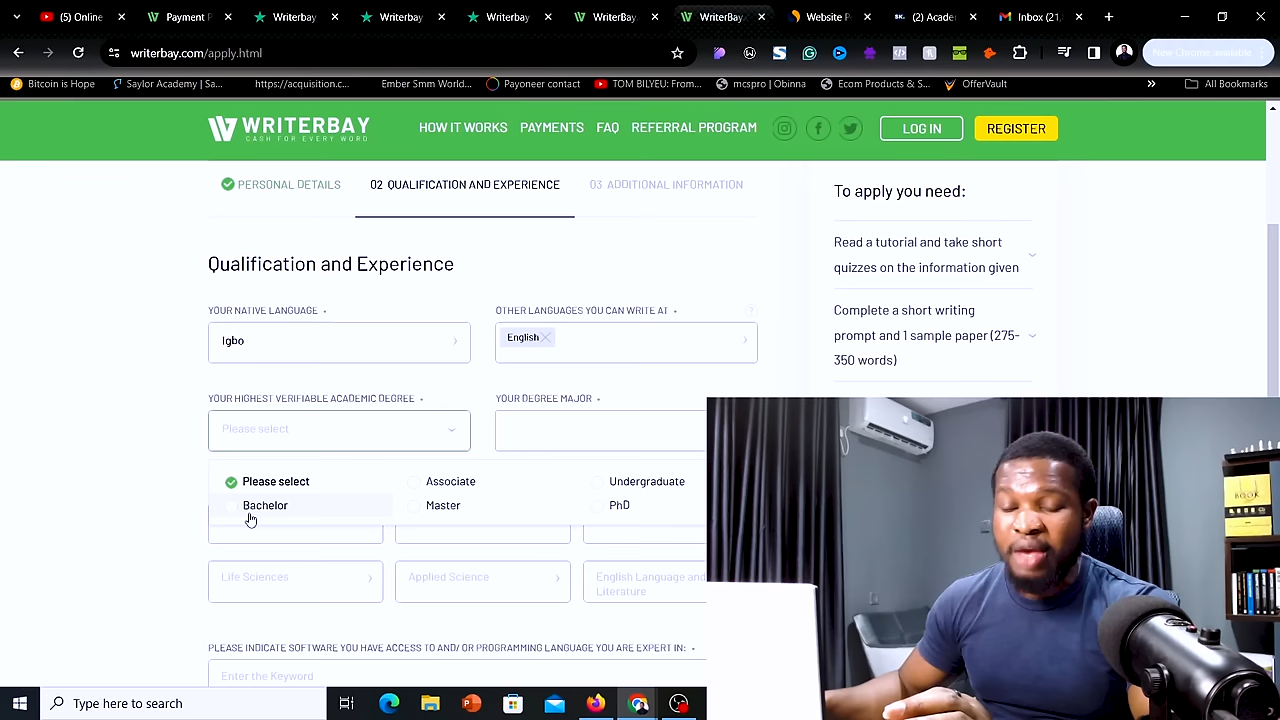 (5) Online
Payment P
Writerbay
Writerbay
Writerbay
WriterBay
WriterBay
Website P
(2) Acade
Inbox (21,
writerbay.com/apply.html
New Chrome available
Bitcoin is Hope
Saylor Academy | Sa...
https://acquisition.c...
Ember Smm World...
Payoneer contact
TOM BILYEU: From...
mcspro | Obinna
Ecom Products & S...
OfferVault
All Bookmarks
WRITERBAY
CASH FOR EVERY WORD
HOW IT WORKS
PAYMENTS
FAQ
REFERRAL PROGRAM
LOG IN
REGISTER
PERSONAL DETAILS
02 QUALIFICATION AND EXPERIENCE
03 ADDITIONAL INFORMATION
Qualification and Experience
YOUR NATIVE LANGUAGE
OTHER LANGUAGES YOU CAN WRITE AT
Igbo
English
YOUR HIGHEST VERIFIABLE ACADEMIC DEGREE
YOUR DEGREE MAJOR
Please select
Please select
Associate
Undergraduate
Bachelor
Master
PhD
Life Sciences
Applied Science
English Language and
Literature
PLEASE INDICATE SOFTWARE YOU HAVE ACCESS TO AND/ OR PROGRAMMING LANGUAGE YOU ARE EXPERT IN:
Enter the Keyword
To apply you need:
Read a tutorial and take short
quizzes on the information given
Complete a short writing
prompt and 1 sample paper (275-
350 words)
BOOK
Type here to search